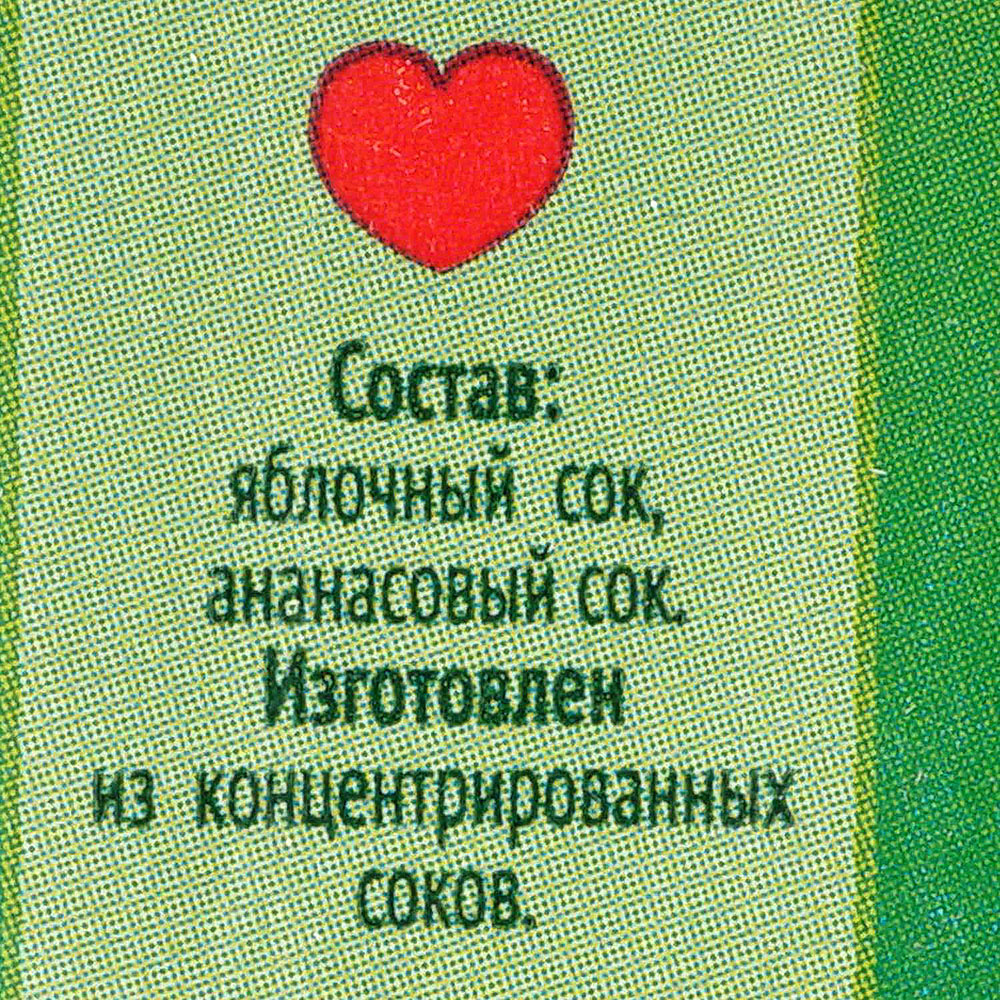 Состав:
яблочный сок,
ананасовый сок.
Изготовлен
из концентрированных
соков.